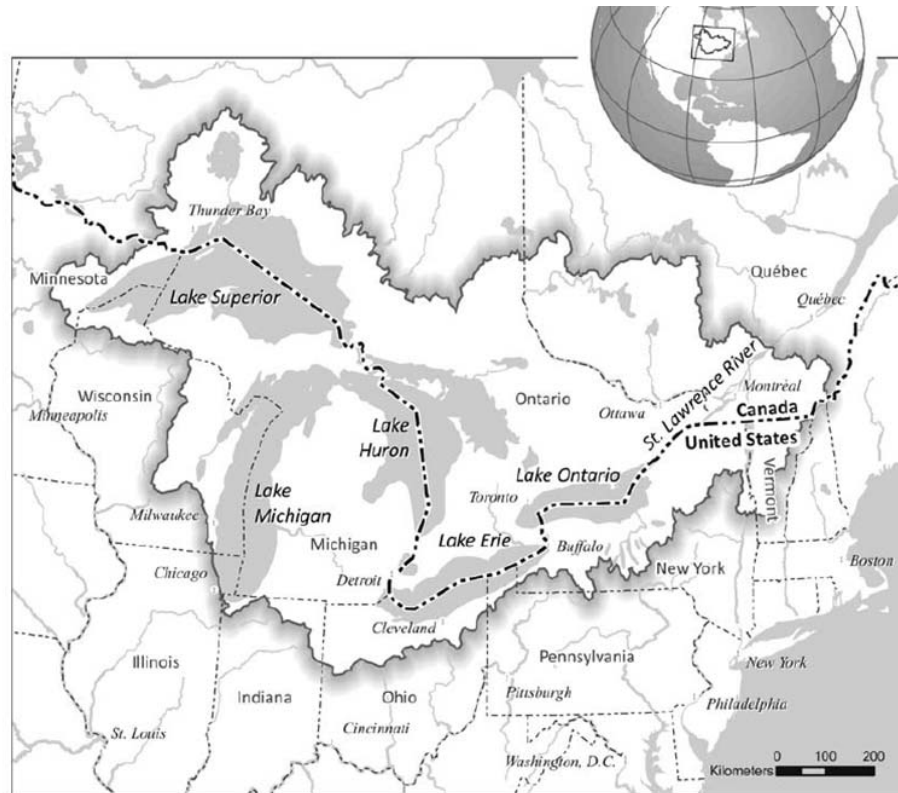 Thunder Bay
Minnesota
Québec
Québec
Lake Superior
Wisconsin
Minneapolis
Ontario
Ottawa
St. Lawrence River
Montréal
Canada
United States
Lake
Huron
Lake Ontario
Toronto
Vermont
Lake
Michigan
Milwaukee
Lake Erie
Michigan
Buffalo
New York
Boston
Chicago
Detroit
Cleveland
Illinois
Indiana
Ohio
Pennsylvania
New York
Pittsburgh
Philadelphia
St. Louis
Cincinnati
Washington, D.C.
0 100 200
Kilometers